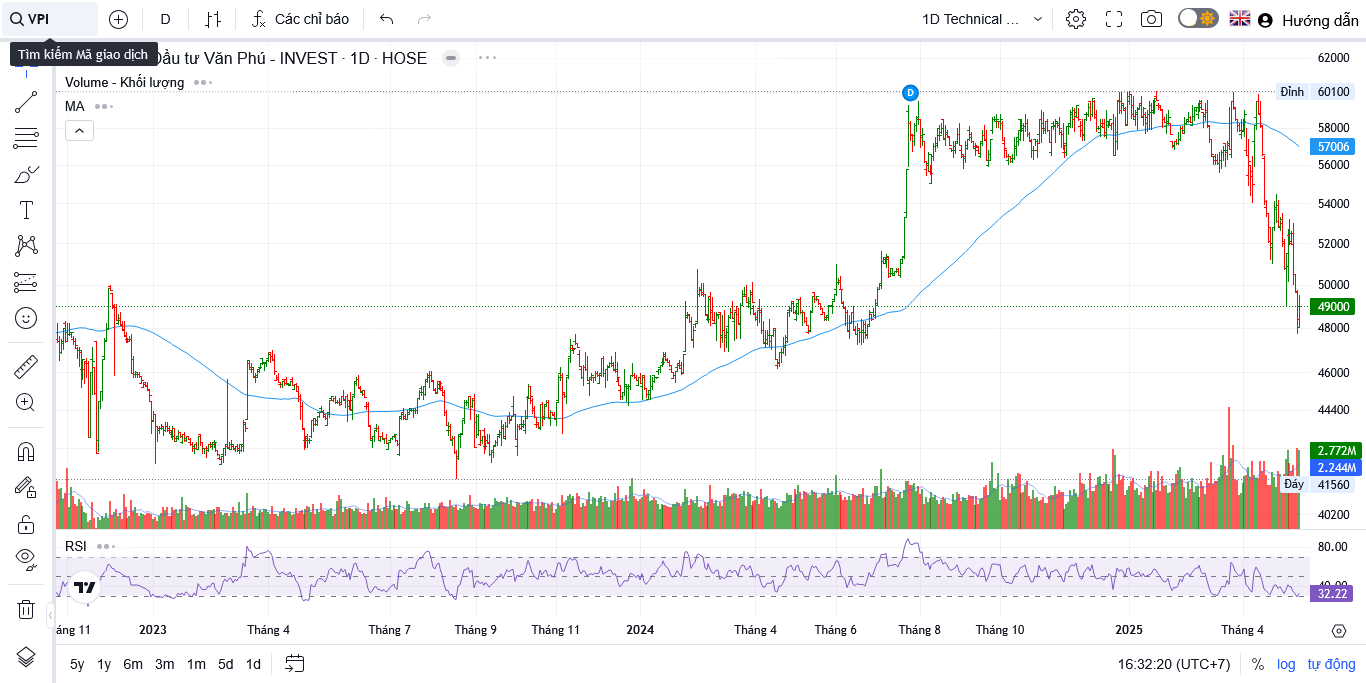 VPI
D
Các chỉ báo
1D Technical ...
Hướng dẫn
Tìm kiếm Mã giao dịch
Đầu tư Văn Phú - INVEST · 1D · HOSE
Volume - Khối lượng
MA
D
62000
Đỉnh 60100
58000
57006
56000
54000
52000
50000
49000
48000
46000
44400
2.772M
2.244M
Đáy 41560
40200
RSI
80.00
40.00
32.22
áng 11 2023 Tháng 4 Tháng 7 Tháng 9 Tháng 11 2024 Tháng 4 Tháng 6 Tháng 8 Tháng 10 2025 Tháng 4
5y 1y 6m 3m 1m 5d 1d
16:32:20 (UTC+7) % log tự động